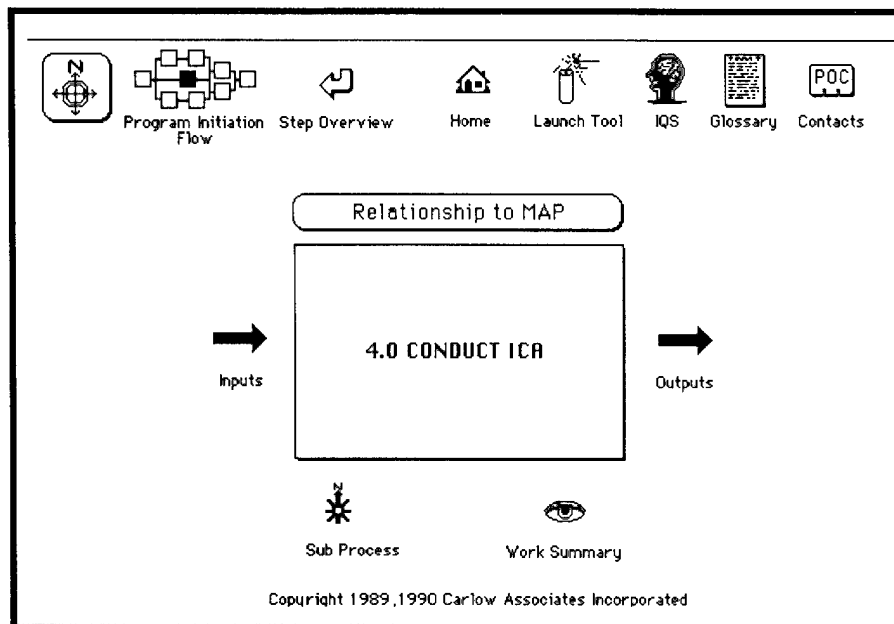 N
Program Initiation
Flow
Step Overview
Home
Launch Tool
IQS
Glossary
POC
Contacts
Relationship to MAP
4.0 CONDUCT ICA
Inputs
Outputs
N
Sub Process
Work Summary
Copyright 1989,1990 Carlow Associates Incorporated